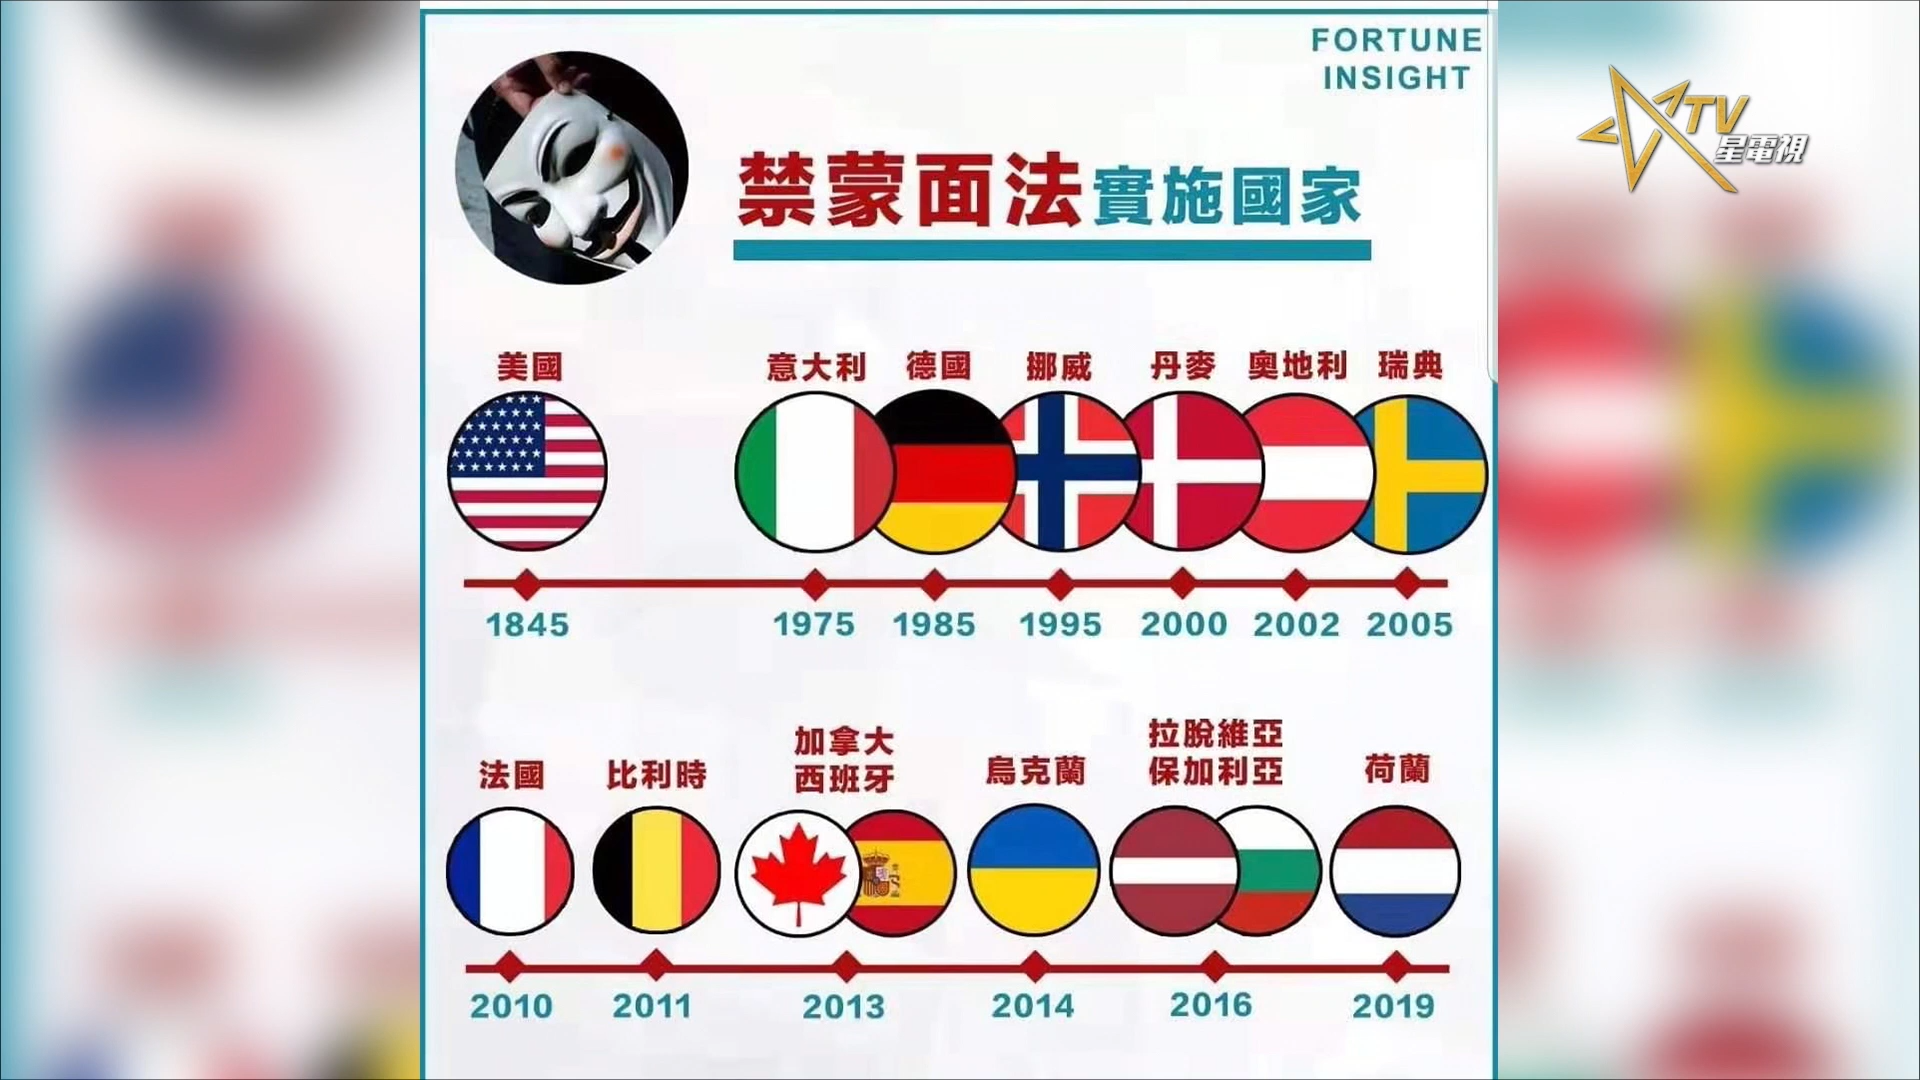 FORTUNE
INSIGHT
TV
星電視
禁蒙面法實施國家
美國
意大利
德國
挪威
丹麥
奧地利
瑞典
1845
1975
1985
1995
2000
2002
2005
法國
比利時
加拿大
西班牙
烏克蘭
拉脫維亞
保加利亞
荷蘭
2010
2011
2013
2014
2016
2019